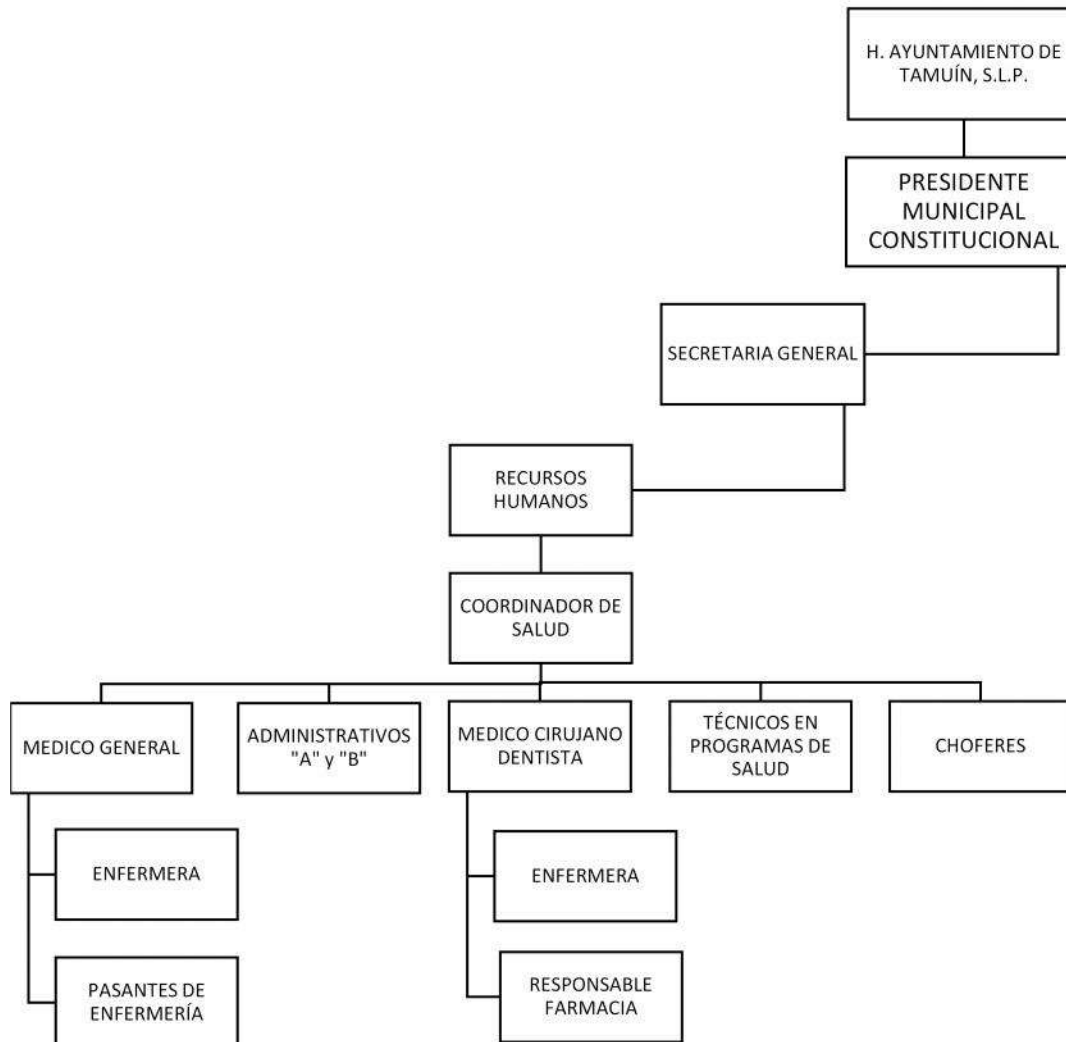 H. AYUNTAMIENTO DE
TAMUÍN, S.L.P.
PRESIDENTE
MUNICIPAL
CONSTITUCIONAL
SECRETARIA GENERAL
RECURSOS
HUMANOS
COORDINADOR DE
SALUD
MEDICO GENERAL
ADMINISTRATIVOS
"A" y "B"
MEDICO CIRUJANO
DENTISTA
TÉCNICOS EN
PROGRAMAS DE
SALUD
CHOFERES
ENFERMERA
PASANTES DE
ENFERMERÍA
ENFERMERA
RESPONSABLE
FARMACIA